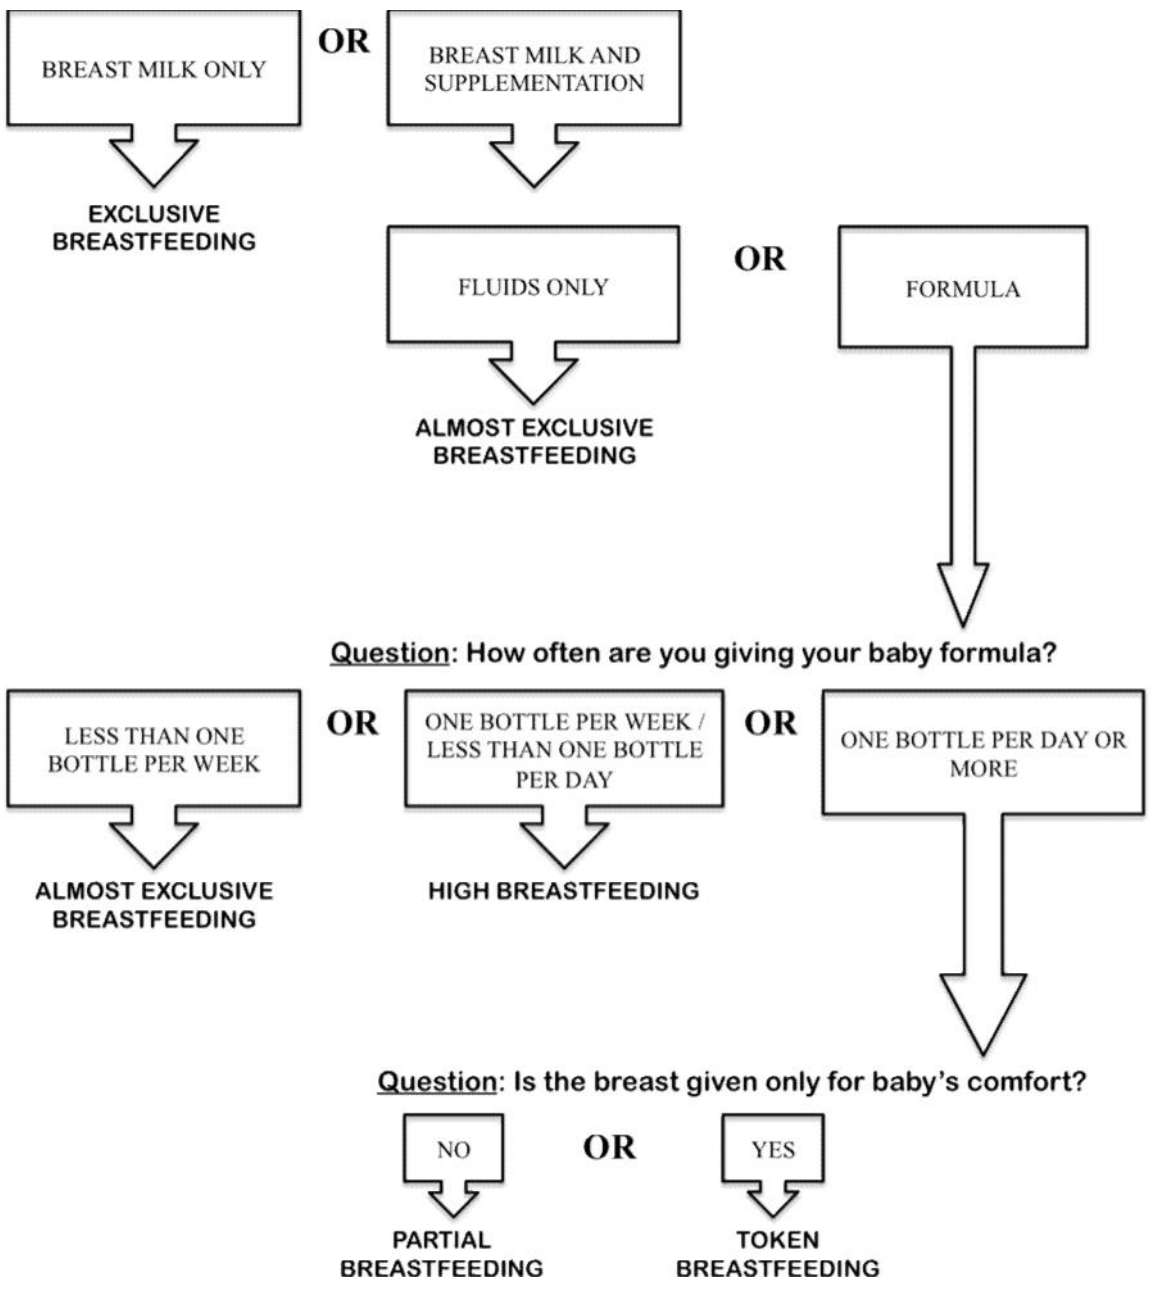 BREAST MILK ONLY
OR
BREAST MILK AND
SUPPLEMENTATION
EXCLUSIVE
BREASTFEEDING
FLUIDS ONLY
OR
FORMULA
ALMOST EXCLUSIVE
BREASTFEEDING
Question: How often are you giving your baby formula?
LESS THAN ONE
BOTTLE PER WEEK
OR
ONE BOTTLE PER WEEK /
LESS THAN ONE BOTTLE
PER DAY
OR
ONE BOTTLE PER DAY OR
MORE
ALMOST EXCLUSIVE
BREASTFEEDING
HIGH BREASTFEEDING
Question: Is the breast given only for baby's comfort?
NO
OR
YES
PARTIAL
BREASTFEEDING
TOKEN
BREASTFEEDING